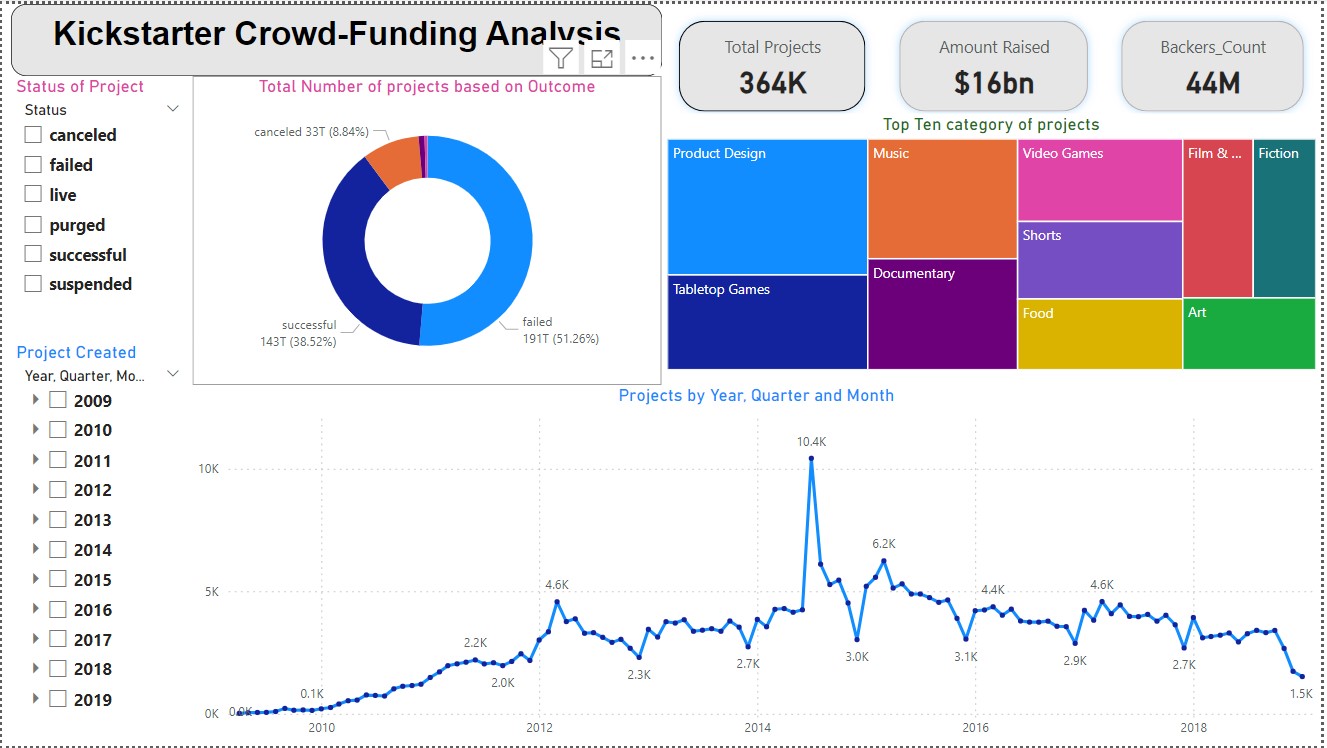 Kickstarter Crowd-Funding Analysis
Total Projects
364K
Amount Raised
$16bn
Backers_Count
44M
Status of Project
Status
canceled
failed
live
purged
successful
suspended
Total Number of projects based on Outcome
canceled 33T (8.84%)
successful
143T (38.52%)
failed
191T (51.26%)
Top Ten category of projects
Product Design
Tabletop Games
Music
Documentary
Video Games
Shorts
Food
Film & ...
Fiction
Art
Project Created
Year, Quarter, Mo...
2009
2010
2011
2012
2013
2014
2015
2016
2017
2018
2019
Projects by Year, Quarter and Month
10K
5K
0K
0.0K
0.1K
2.2K
2.0K
4.6K
2.3K
2.7K
10.4K
3.0K
6.2K
3.1K
4.4K
2.9K
4.6K
2.7K
1.5K
2010
2012
2014
2016
2018